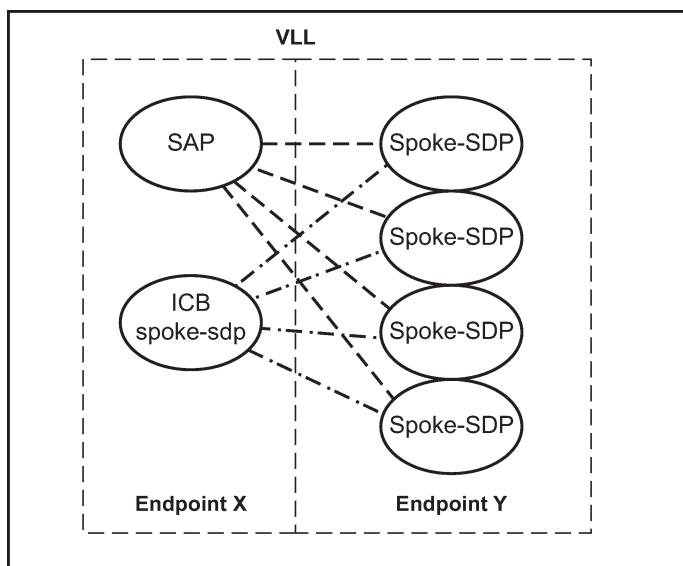 VLL
SAP
Spoke-SDP
Spoke-SDP
ICB
spoke-sdp
Spoke-SDP
Spoke-SDP
Endpoint X
Endpoint Y